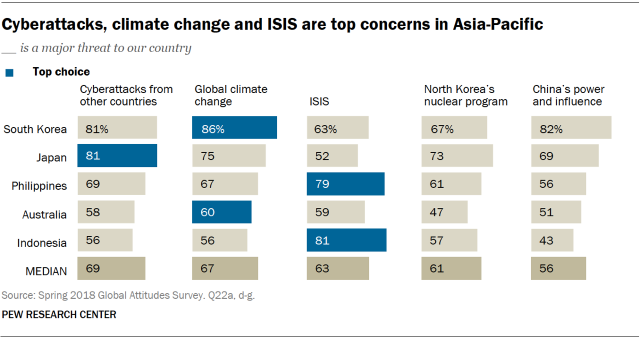 Cyberattacks, climate change and ISIS are top concerns in Asia-Pacific
__ is a major threat to our country
Top choice
Cyberattacks from other countries
Global climate change
ISIS
North Korea's nuclear program
China's power and influence
South Korea 81% 86% 63% 67% 82%
Japan 81 75 52 73 69
Philippines 69 67 79 61 56
Australia 58 60 59 47 51
Indonesia 56 56 81 57 43
MEDIAN 69 67 63 61 56
Source: Spring 2018 Global Attitudes Survey. Q22a, d-g.
PEW RESEARCH CENTER